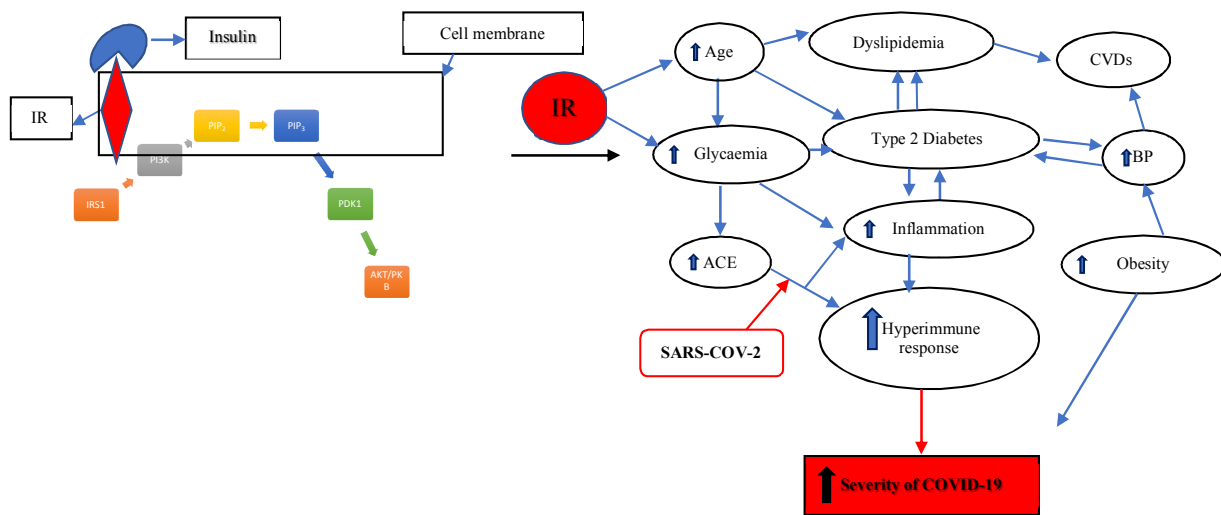 Insulin
Cell membrane
IR
PIP₂
PIP₃
PI3K
IRS1
PDK1
AKT/PK
B
IR
Age
Dyslipidemia
CVDs
Glycaemia
Type 2 Diabetes
BP
ACE
Inflammation
Obesity
SARS-COV-2
Hyperimmune
response
Severity of COVID-19